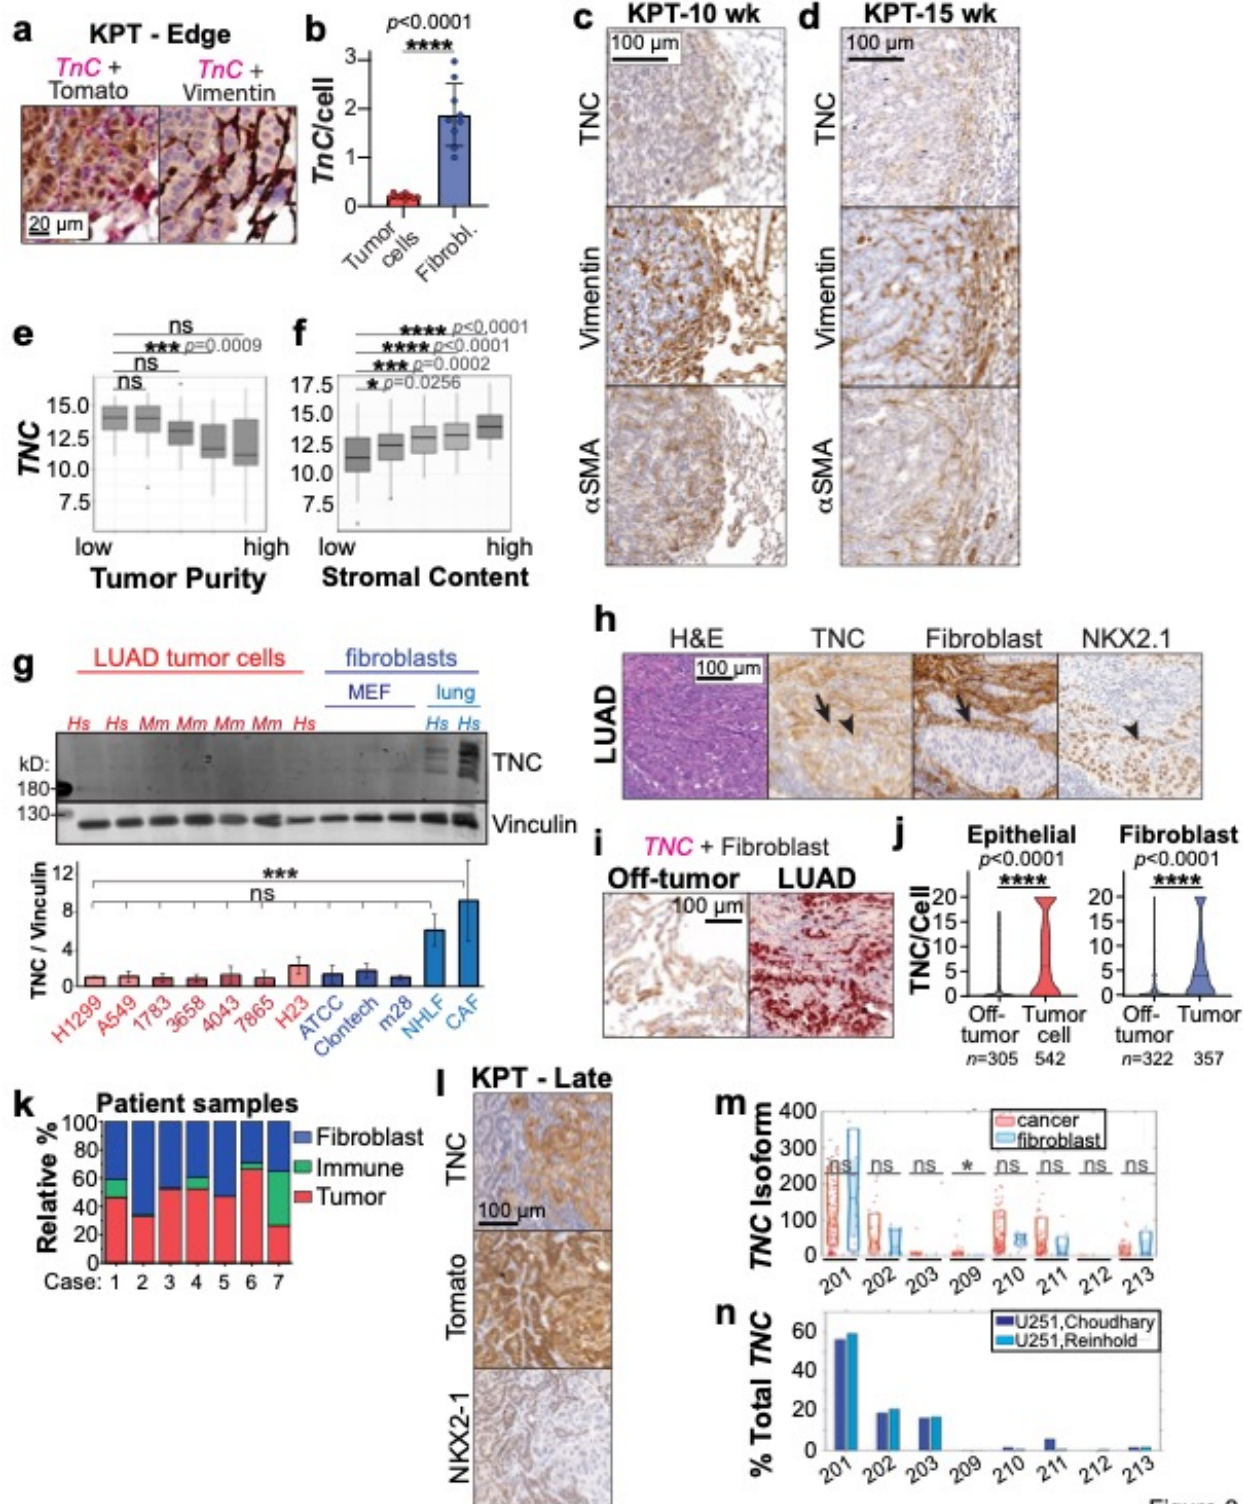 a
KPT - Edge
TnC +
Tomato
TnC +
Vimentin
20 µm
b
p<0.0001
****
TnC/cell
3
2
1
0
Tumor
cells
Fibrobl.
c
KPT-10 wk
100 µm
TNC
Vimentin
αSMA
d
KPT-15 wk
100 µm
TNC
Vimentin
αSMA
e
ns
*** p=0.0009
ns
ns
TNC
15.0
12.5
10.0
7.5
low
high
Tumor Purity
f
**** p<0.0001
**** p<0.0001
*** p=0.0002
* p=0.0256
17.5
15.0
12.5
10.0
7.5
low
high
Stromal Content
g
LUAD tumor cells
fibroblasts
MEF
lung
Hs Hs Mm Mm Mm Mm Hs
Hs Hs
kD:
180
130
TNC
Vinculin
TNC / Vinculin
12
8
4
0
***
ns
H1299
A549
1783
3658
4043
7865
H23
ATCC
Clontech
m28
NHLF
CAF
h
H&E
TNC
Fibroblast
NKX2.1
LUAD
100 µm
i
TNC + Fibroblast
Off-tumor
LUAD
100 µm
j
Epithelial
p<0.0001
****
TNC/Cell
20
15
10
5
0
Off-
tumor
Tumor
cell
n=305
542
Fibroblast
p<0.0001
****
20
15
10
5
0
Off-
tumor
Tumor
n=322
357
k
Patient samples
Relative %
100
80
60
40
20
0
Case: 1 2 3 4 5 6 7
Fibroblast
Immune
Tumor
l
KPT - Late
TNC
100 µm
Tomato
NKX2-1
m
TNC Isoform
400
300
200
100
0
cancer
fibroblast
ns ns ns * ns ns ns ns
201 202 203 209 210 211 212 213
n
% Total TNC
60
40
20
0
U251,Choudhary
U251,Reinhold
201 202 203 209 210 211 212 213